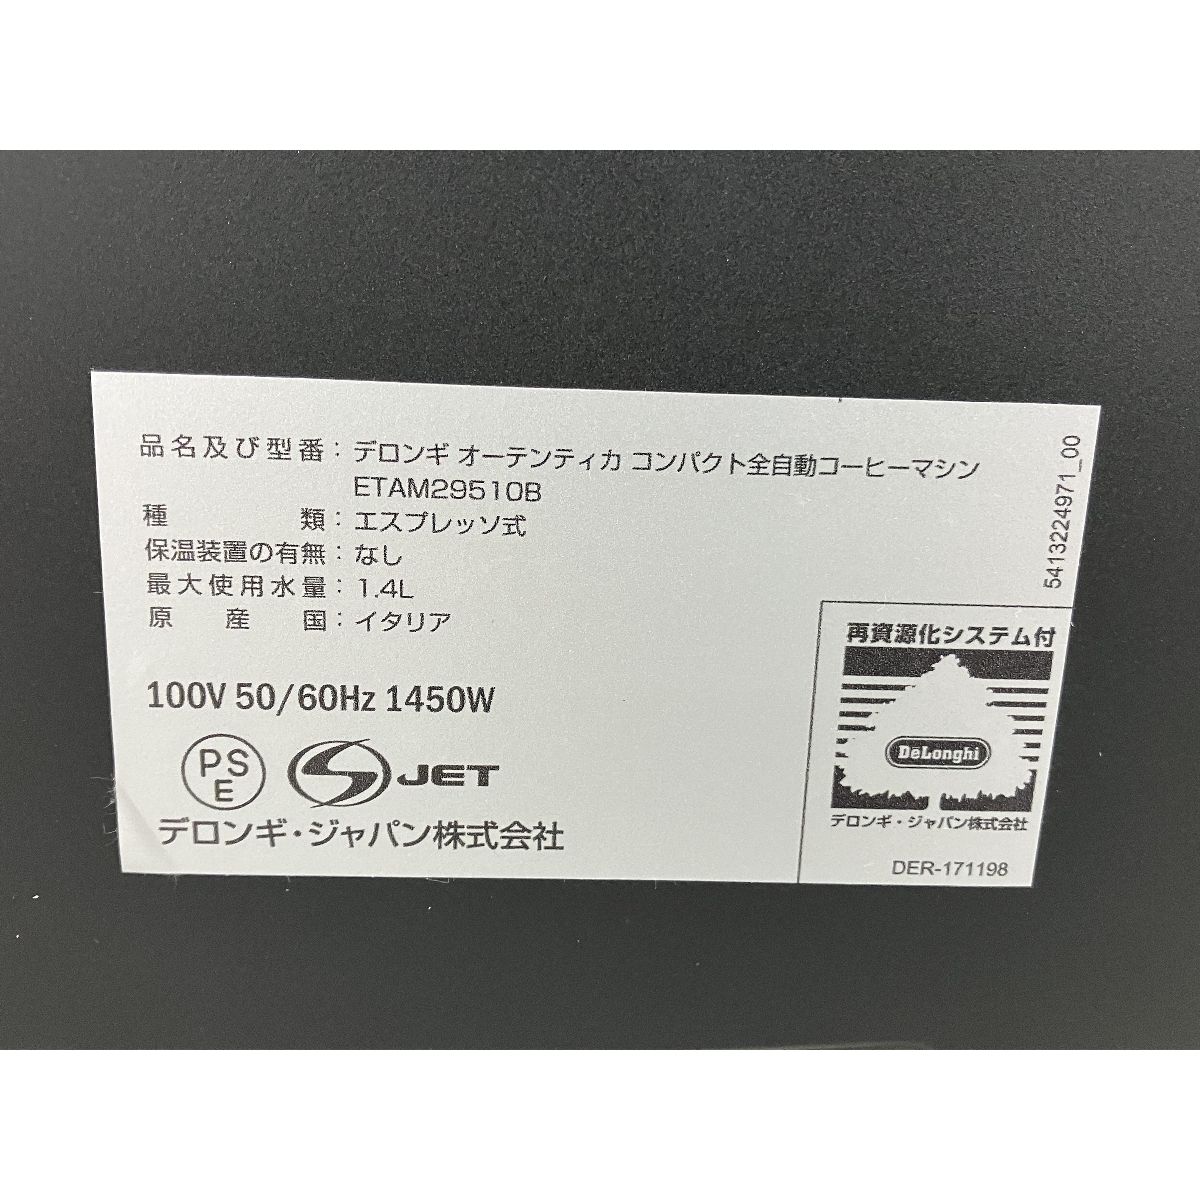 品名及び型番：デロンギ オーテンティカ コンパクト全自動コーヒーマシン
ETAM29510B
種類：エスプレッソ式
保温装置の有無：なし
最大使用水量：1.4L
原産国：イタリア
100V 50/60Hz 1450W
PSE
JET
デロンギ・ジャパン株式会社
5413224971_00
再資源化システム付
DeLonghi
デロンギ・ジャパン株式会社
DER-171198